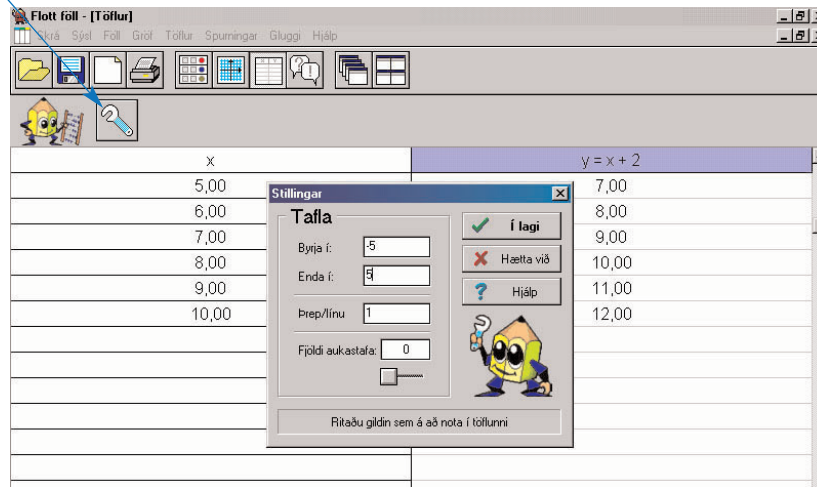 Flott föll - [Töflur]
Skrá Sýsl Föll Gröf Töflur Spurningar Gluggi Hjálp
x y = x + 2
5,00 7,00
6,00 8,00
7,00 9,00
8,00 10,00
9,00 11,00
10,00 12,00
Stillingar
Tafla
Byrja í: -5
Enda í: 5
Þrep/línu 1
Fjöldi aukastafa: 0
Í lagi
Hætta við
Hjálp
Ritaðu gildin sem á að nota í töflunni